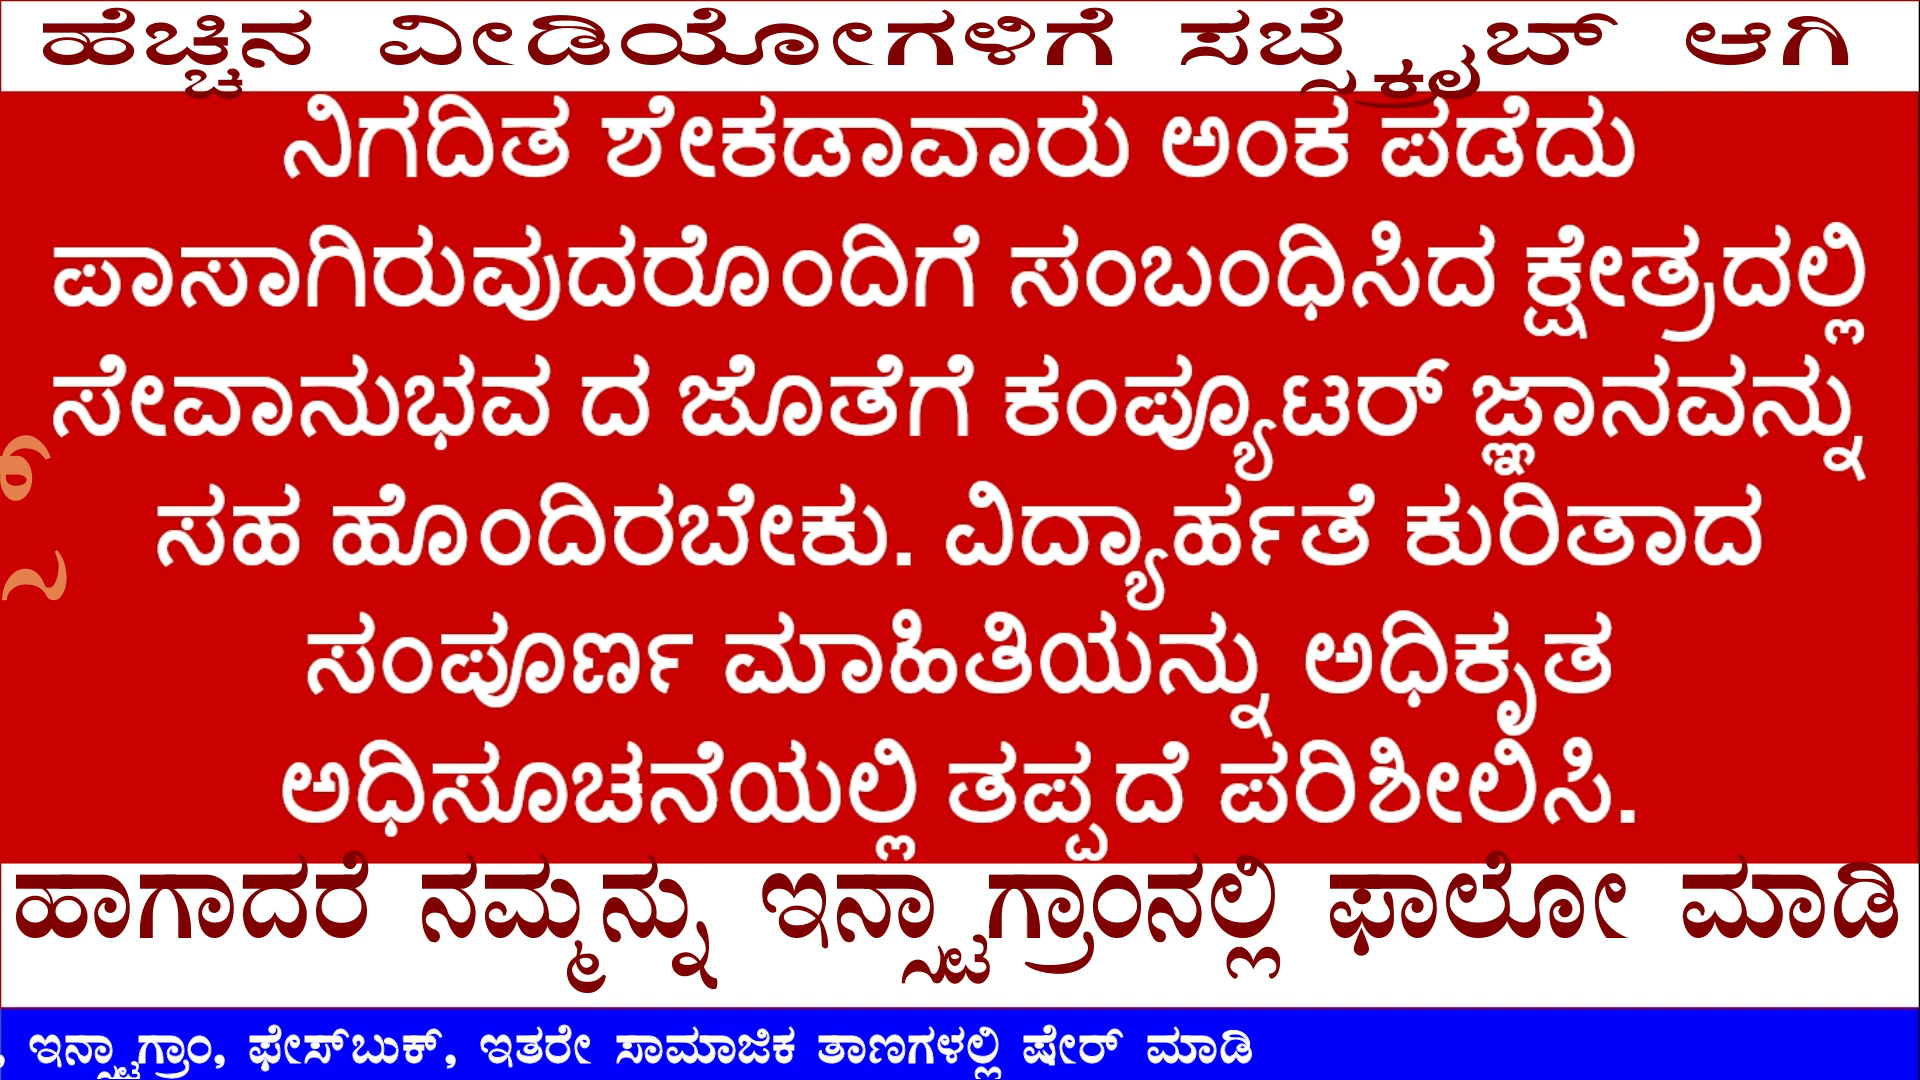 ಹೆಚ್ಚಿನ ವೀಡಿಯೋಗಳಿಗೆ ಸಬ್ಸ್ಕ್ರೈಬ್ ಆಗಿ
ನಿಗದಿತ ಶೇಕಡಾವಾರು ಅಂಕ ಪಡೆದು
ಪಾಸಾಗಿರುವುದರೊಂದಿಗೆ ಸಂಬಂಧಿಸಿದ ಕ್ಷೇತ್ರದಲ್ಲಿ
ಸೇವಾನುಭವ ದ ಜೊತೆಗೆ ಕಂಪ್ಯೂಟರ್ ಜ್ಞಾನವನ್ನು
ಸಹ ಹೊಂದಿರಬೇಕು. ವಿದ್ಯಾರ್ಹತೆ ಕುರಿತಾದ
ಸಂಪೂರ್ಣ ಮಾಹಿತಿಯನ್ನು ಅಧಿಕೃತ
ಅಧಿಸೂಚನೆಯಲ್ಲಿ ತಪ್ಪದೆ ಪರಿಶೀಲಿಸಿ.
ಹಾಗಾದರೆ ನಮ್ಮನ್ನು ಇನ್ಸ್ಟಾಗ್ರಾಂನಲ್ಲಿ ಫಾಲೋ ಮಾಡಿ
, ಇನ್ಸ್ಟಾಗ್ರಾಂ, ಫೇಸ್‌ಬುಕ್, ಇತರೇ ಸಾಮಾಜಿಕ ತಾಣಗಳಲ್ಲಿ ಷೇರ್ ಮಾಡಿ